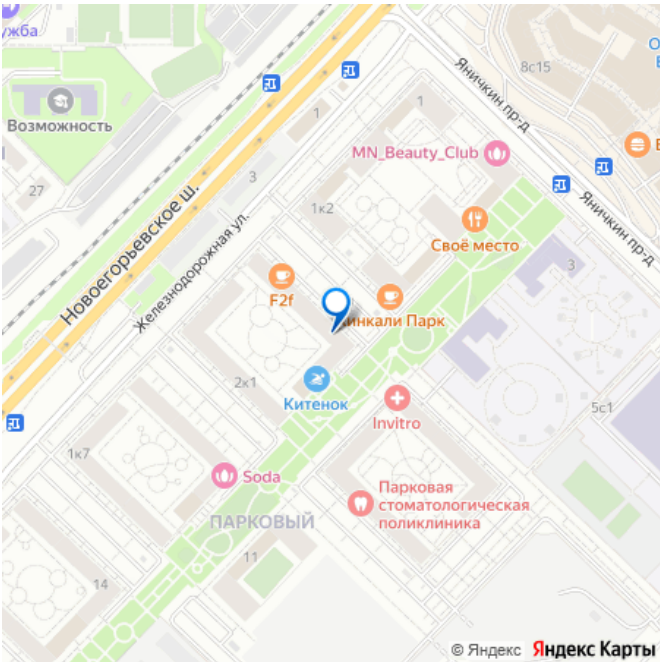 ужба
Возможность
27
8с15
О
Е
1
1
MN_Beauty_Club
Яничкин пр-д
Яничкин пр-д
3
1к2
Своё место
Новоегорьевское ш.
Железнодорожная ул.
3
F2f
инкали Парк
2к1
Китенок
Invitro
5с1
1к7
Soda
Парковая
стоматологическая
поликлиника
ПАРКОВЫЙ
11
14
© Яндекс Яндекс Карты